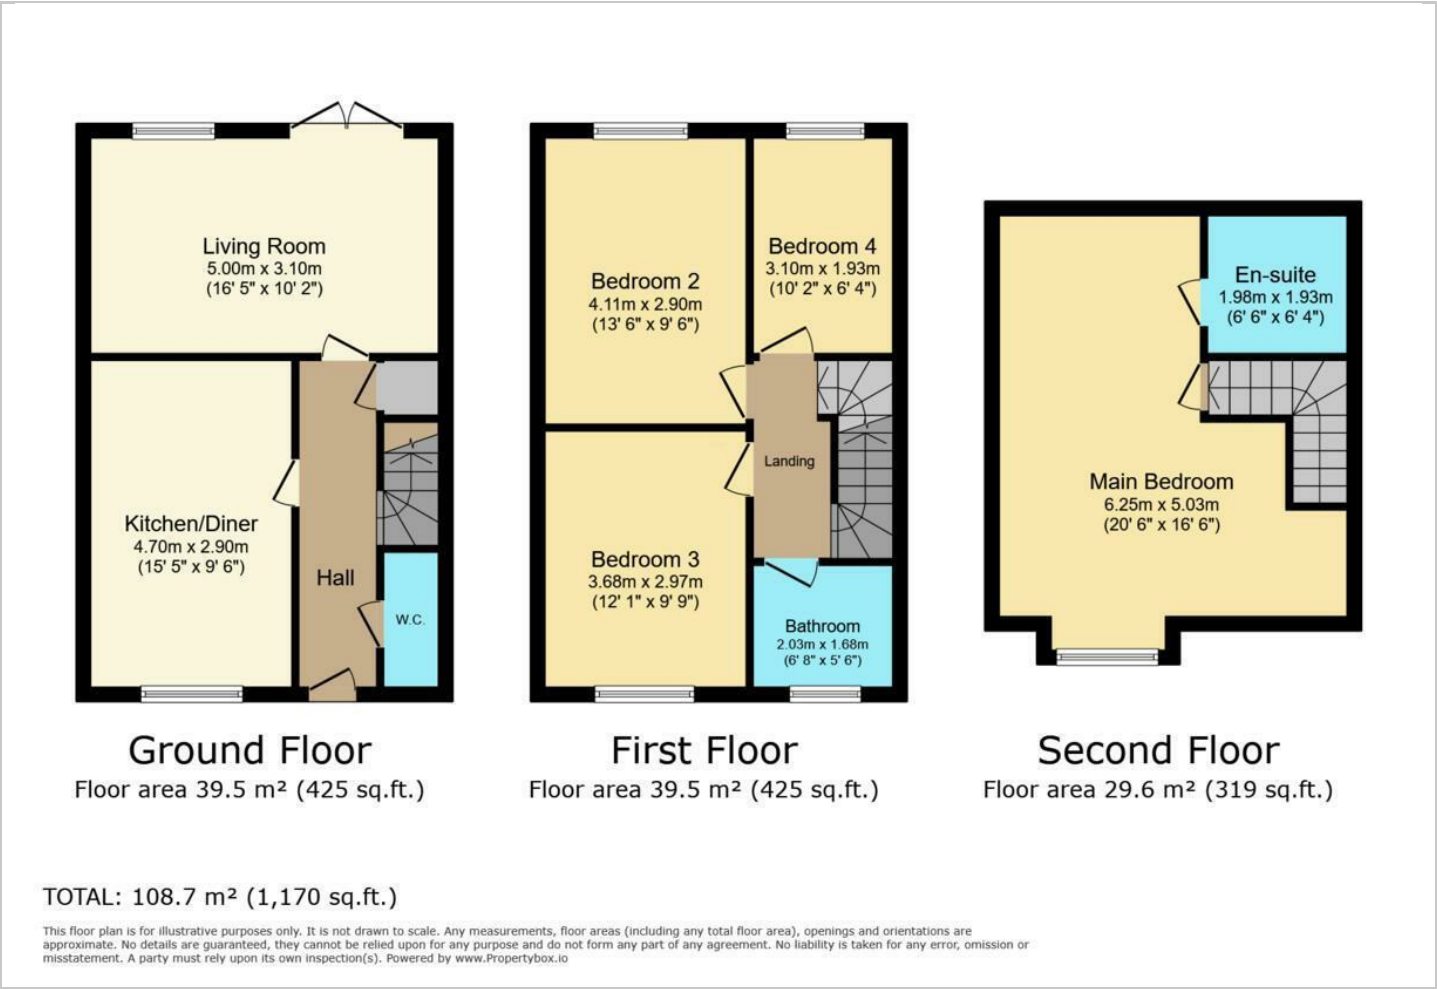 Living Room
5.00m x 3.10m
(16' 5" x 10' 2")
Kitchen/Diner
4.70m x 2.90m
(15' 5" x 9' 6")
Hall
W.C.
Ground Floor
Floor area 39.5 m² (425 sq.ft.)
Bedroom 2
4.11m x 2.90m
(13' 6" x 9' 6")
Bedroom 4
3.10m x 1.93m
(10' 2" x 6' 4")
Landing
Bedroom 3
3.68m x 2.97m
(12' 1" x 9' 9")
Bathroom
2.03m x 1.68m
(6' 8" x 5' 6")
First Floor
Floor area 39.5 m² (425 sq.ft.)
En-suite
1.98m x 1.93m
(6' 6" x 6' 4")
Main Bedroom
6.25m x 5.03m
(20' 6" x 16' 6")
Second Floor
Floor area 29.6 m² (319 sq.ft.)
TOTAL: 108.7 m² (1,170 sq.ft.)
This floor plan is for illustrative purposes only. It is not drawn to scale. Any measurements, floor areas (including any total floor area), openings and orientations are
approximate. No details are guaranteed, they cannot be relied upon for any purpose and do not form any part of any agreement. No liability is taken for any error, omission or
misstatement. A party must rely upon its own inspection(s). Powered by www.Propertybox.io